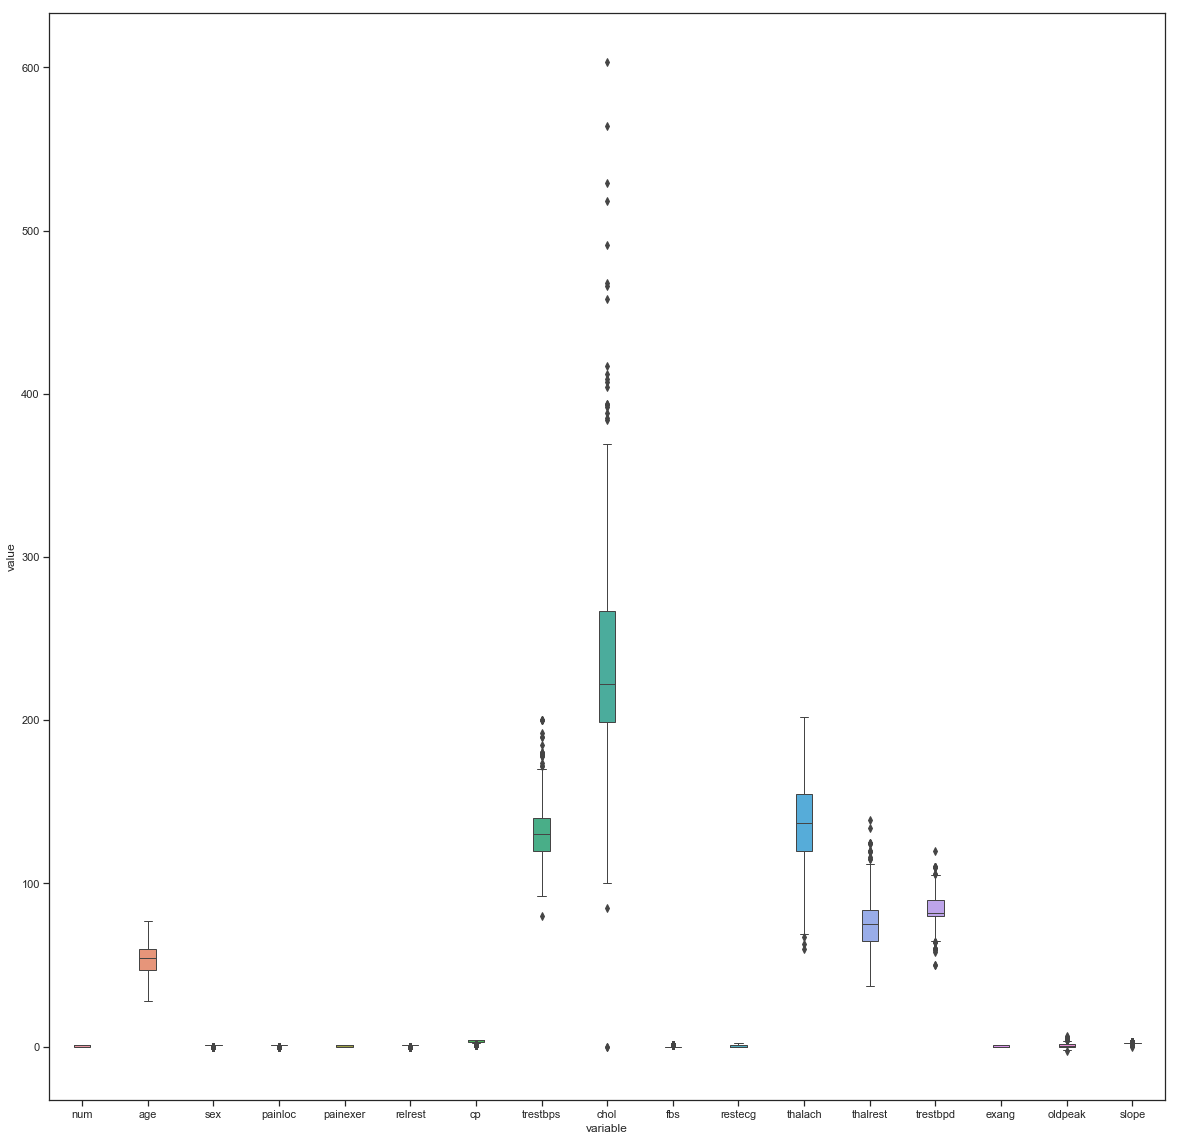 600
500
400
300
200
100
0
value
num age sex painloc painexer relrest cp trestbps chol fbs restecg thalach thalrest trestbpd exang oldpeak slope
variable